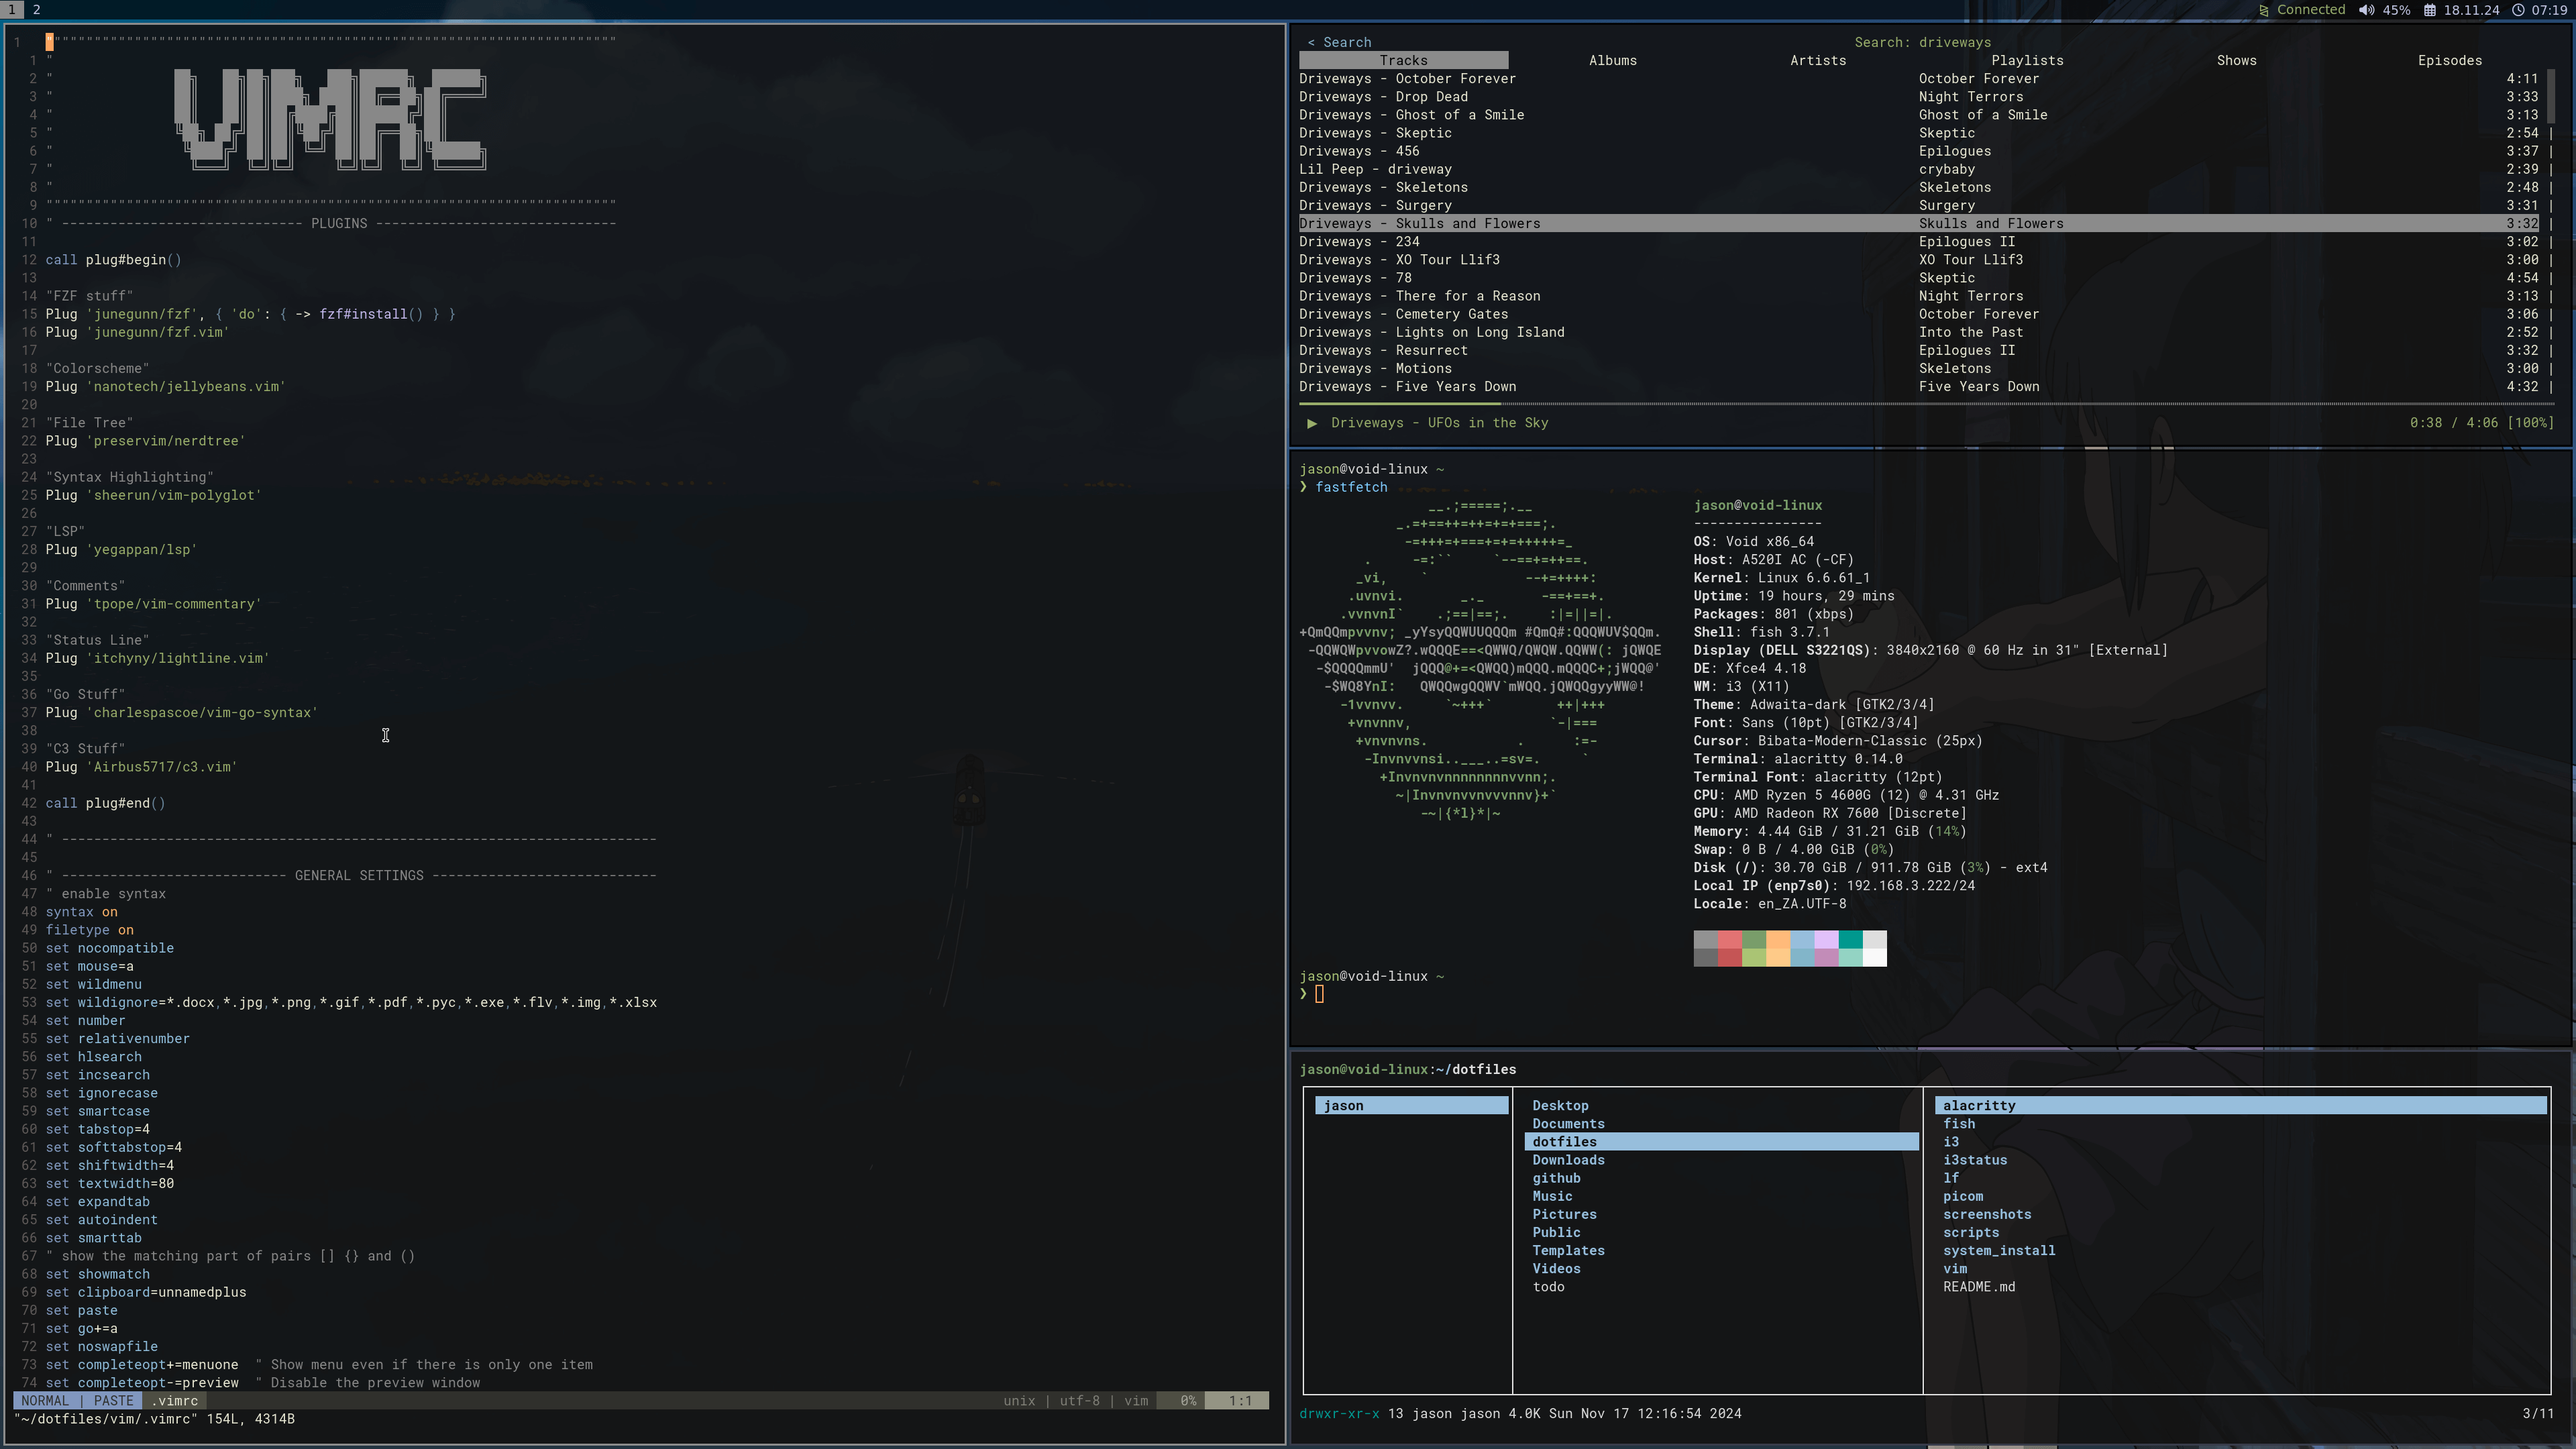 1 2
Connected 45% 18.11.24 07:19
1 """""""""""""""""""""""""""""""""""""""""""""""""""""""""""""""""""""""
1 "
2 "
3 "
4 "
5 "
6 "
7 "
8 "
VIMRC
9 """""""""""""""""""""""""""""""""""""""""""""""""""""""""""""""""""""""
10 " ------------------------------ PLUGINS ------------------------------
11
12 call plug#begin()
13
14 "FZF stuff"
15 Plug 'junegunn/fzf', { 'do': { -> fzf#install() } }
16 Plug 'junegunn/fzf.vim'
17
18 "Colorscheme"
19 Plug 'nanotech/jellybeans.vim'
20
21 "File Tree"
22 Plug 'preservim/nerdtree'
23
24 "Syntax Highlighting"
25 Plug 'sheerun/vim-polyglot'
26
27 "LSP"
28 Plug 'yegappan/lsp'
29
30 "Comments"
31 Plug 'tpope/vim-commentary'
32
33 "Status Line"
34 Plug 'itchyny/lightline.vim'
35
36 "Go Stuff"
37 Plug 'charlespascoe/vim-go-syntax'
38
39 "C3 Stuff"
40 Plug 'Airbus5717/c3.vim'
41
42 call plug#end()
43
44 " --------------------------------------------------------------------------
45
46 " ---------------------------- GENERAL SETTINGS ----------------------------
47 " enable syntax
48 syntax on
49 filetype on
50 set nocompatible
51 set mouse=a
52 set wildmenu
53 set wildignore=*.docx,*.jpg,*.png,*.gif,*.pdf,*.pyc,*.exe,*.flv,*.img,*.xlsx
54 set number
55 set relativenumber
56 set hlsearch
57 set incsearch
58 set ignorecase
59 set smartcase
60 set tabstop=4
61 set softtabstop=4
62 set shiftwidth=4
63 set textwidth=80
64 set expandtab
65 set autoindent
66 set smarttab
67 " show the matching part of pairs [] {} and ()
68 set showmatch
69 set clipboard=unnamedplus
70 set paste
71 set go+=a
72 set noswapfile
73 set completeopt+=menuone " Show menu even if there is only one item
74 set completeopt-=preview " Disable the preview window
NORMAL | PASTE .vimrc unix | utf-8 | vim 0% 1:1
"~/dotfiles/vim/.vimrc" 154L, 4314B
< Search Search: driveways
Tracks Albums Artists Playlists Shows Episodes
Driveways - October Forever October Forever 4:11
Driveways - Drop Dead Night Terrors 3:33
Driveways - Ghost of a Smile Ghost of a Smile 3:13
Driveways - Skeptic Skeptic 2:54 |
Driveways - 456 Epilogues 3:37 |
Lil Peep - driveway crybaby 2:39 |
Driveways - Skeletons Skeletons 2:48 |
Driveways - Surgery Surgery 3:31 |
Driveways - Skulls and Flowers Skulls and Flowers 3:32 |
Driveways - 234 Epilogues II 3:02 |
Driveways - XO Tour Llif3 XO Tour Llif3 3:00 |
Driveways - 78 Skeptic 4:54 |
Driveways - There for a Reason Night Terrors 3:13 |
Driveways - Cemetery Gates October Forever 3:06 |
Driveways - Lights on Long Island Into the Past 2:52 |
Driveways - Resurrect Epilogues II 3:32 |
Driveways - Motions Skeletons 3:00 |
Driveways - Five Years Down Five Years Down 4:32 |
▶ Driveways - UFOs in the Sky 0:38 / 4:06 [100%]
jason@void-linux ~
❯ fastfetch
jason@void-linux
----------------
OS: Void x86_64
Host: A520I AC (-CF)
Kernel: Linux 6.6.61_1
Uptime: 19 hours, 29 mins
Packages: 801 (xbps)
Shell: fish 3.7.1
Display (DELL S3221QS): 3840x2160 @ 60 Hz in 31" [External]
DE: Xfce4 4.18
WM: i3 (X11)
Theme: Adwaita-dark [GTK2/3/4]
Font: Sans (10pt) [GTK2/3/4]
Cursor: Bibata-Modern-Classic (25px)
Terminal: alacritty 0.14.0
Terminal Font: alacritty (12pt)
CPU: AMD Ryzen 5 4600G (12) @ 4.31 GHz
GPU: AMD Radeon RX 7600 [Discrete]
Memory: 4.44 GiB / 31.21 GiB (14%)
Swap: 0 B / 4.00 GiB (0%)
Disk (/): 30.70 GiB / 911.78 GiB (3%) - ext4
Local IP (enp7s0): 192.168.3.222/24
Locale: en_ZA.UTF-8
jason@void-linux ~
❯
jason@void-linux:~/dotfiles
jason Desktop alacritty
Documents fish
dotfiles i3
Downloads i3status
github lf
Music picom
Pictures screenshots
Public scripts
Templates system_install
Videos vim
todo README.md
drwxr-xr-x 13 jason jason 4.0K Sun Nov 17 12:16:54 2024 3/11